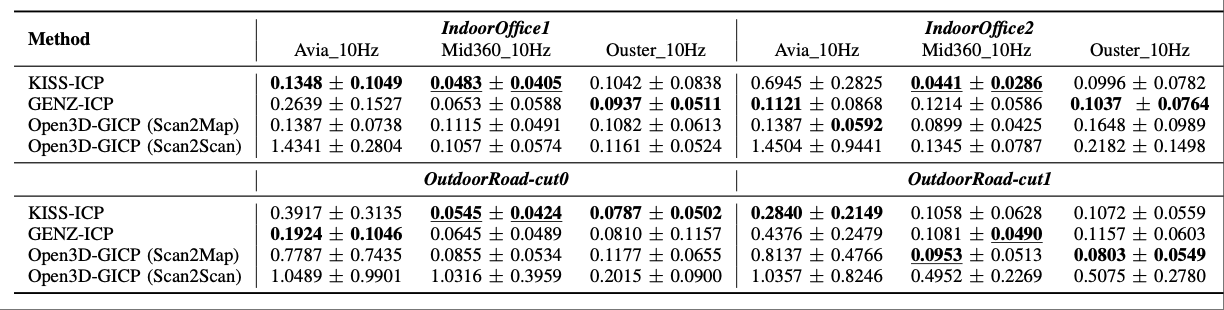 Method IndoorOffice1 IndoorOffice2
Avia_10Hz Mid360_10Hz Ouster_10Hz Avia_10Hz Mid360_10Hz Ouster_10Hz
KISS-ICP 0.1348 ± 0.1049 0.0483 ± 0.0405 0.1042 ± 0.0838 0.6945 ± 0.2825 0.0441 ± 0.0286 0.0996 ± 0.0782
GENZ-ICP 0.2639 ± 0.1527 0.0653 ± 0.0588 0.0937 ± 0.0511 0.1121 ± 0.0868 0.1214 ± 0.0586 0.1037 ± 0.0764
Open3D-GICP (Scan2Map) 0.1387 ± 0.0738 0.1115 ± 0.0491 0.1082 ± 0.0613 0.1387 ± 0.0592 0.0899 ± 0.0425 0.1648 ± 0.0989
Open3D-GICP (Scan2Scan) 1.4341 ± 0.2804 0.1057 ± 0.0574 0.1161 ± 0.0524 1.4504 ± 0.9441 0.1345 ± 0.0787 0.2182 ± 0.1498
OutdoorRoad-cut0 OutdoorRoad-cut1
KISS-ICP 0.3917 ± 0.3135 0.0545 ± 0.0424 0.0787 ± 0.0502 0.2840 ± 0.2149 0.1058 ± 0.0628 0.1072 ± 0.0559
GENZ-ICP 0.1924 ± 0.1046 0.0645 ± 0.0489 0.0810 ± 0.1157 0.4376 ± 0.2479 0.1081 ± 0.0490 0.1157 ± 0.0603
Open3D-GICP (Scan2Map) 0.7787 ± 0.7435 0.0855 ± 0.0534 0.1177 ± 0.0655 0.8137 ± 0.4766 0.0953 ± 0.0513 0.0803 ± 0.0549
Open3D-GICP (Scan2Scan) 1.0489 ± 0.9901 1.0316 ± 0.3959 0.2015 ± 0.0900 1.0357 ± 0.8246 0.4952 ± 0.2269 0.5075 ± 0.2780